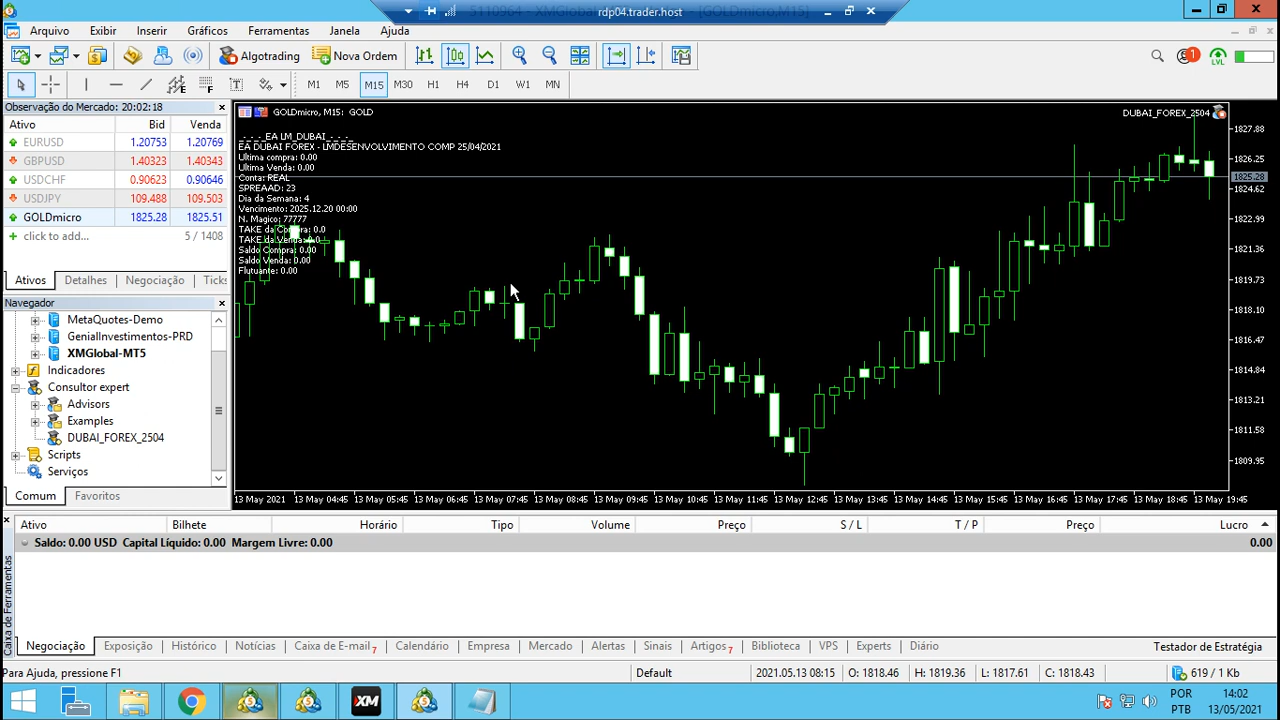 5110964 - XMGlobal
rdp04.trader.host
[GOLDmicro,M15]
Arquivo Exibir Inserir Gráficos Ferramentas Janela Ajuda
Algotrading Nova Ordem 1 LVL
M1 M5 M15 M30 H1 H4 D1 W1 MN
Observação do Mercado: 20:02:18
Ativo Bid Venda
EURUSD 1.20753 1.20769
GBPUSD 1.40323 1.40343
USDCHF 0.90623 0.90646
USDJPY 109.488 109.503
GOLDmicro 1825.28 1825.51
click to add... 5 / 1408
Ativos Detalhes Negociação Ticks
Navegador
MetaQuotes-Demo
GenialInvestimentos-PRD
XMGlobal-MT5
Indicadores
Consultor expert
Advisors
Examples
DUBAI_FOREX_2504
Scripts
Serviços
Comum Favoritos
GOLDmicro, M15: GOLD
DUBAI_FOREX_2504
- - - EA LM_DUBAI - - -
EA DUBAI FOREX - LMDESENVOLVIMENTO COMP 25/04/2021
Ultima compra: 0.00
Ultima Venda: 0.00
Conta: REAL
SPREAAD: 23
Dia da Semana: 4
Vencimento: 2025.12.20 00:00
N. Magico: 77777
TAKE da Compra: 0.0
TAKE da Venda: 0.0
Saldo Compra: 0.00
Saldo Venda: 0.00
Flutuante: 0.00
1827.88
1826.25
1825.28
1824.62
1822.99
1821.36
1819.73
1818.10
1816.47
1814.84
1813.21
1811.58
1809.95
13 May 2021 13 May 04:45 13 May 05:45 13 May 06:45 13 May 07:45 13 May 08:45 13 May 09:45 13 May 10:45 13 May 11:45 13 May 12:45 13 May 13:45 13 May 14:45 13 May 15:45 13 May 16:45 13 May 17:45 13 May 18:45 13 May 19:45
Ativo Bilhete Horário Tipo Volume Preço S / L T / P Preço Lucro
Saldo: 0.00 USD Capital Líquido: 0.00 Margem Livre: 0.00 0.00
Caixa de Ferramentas
Negociação Exposição Histórico Notícias Caixa de E-mail 7 Calendário Empresa Mercado Alertas Sinais Artigos 7 Biblioteca VPS Experts Diário Testador de Estratégia
Para Ajuda, pressione F1 Default 2021.05.13 08:15 O: 1818.46 H: 1819.36 L: 1817.61 C: 1818.43 619 / 1 Kb
XM
POR 14:02
PTB 13/05/2021